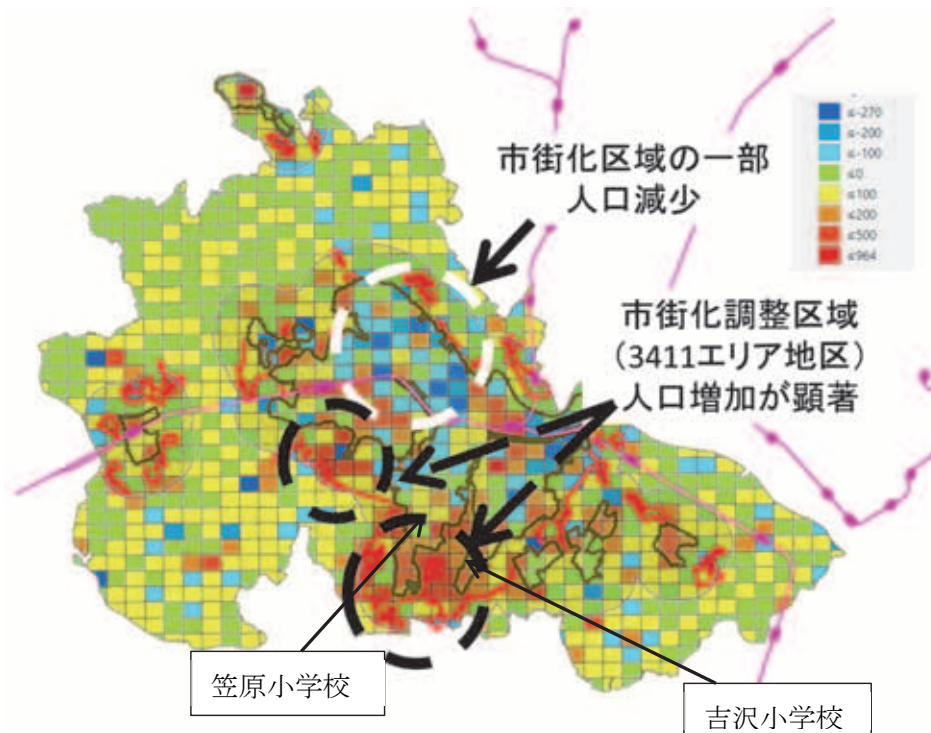 市街化区域の一部
人口減少
≤-270
≤-200
≤-100
≤0
≤100
≤200
≤500
≤964
市街化調整区域
（3411エリア地区）
人口増加が顕著
笠原小学校
吉沢小学校